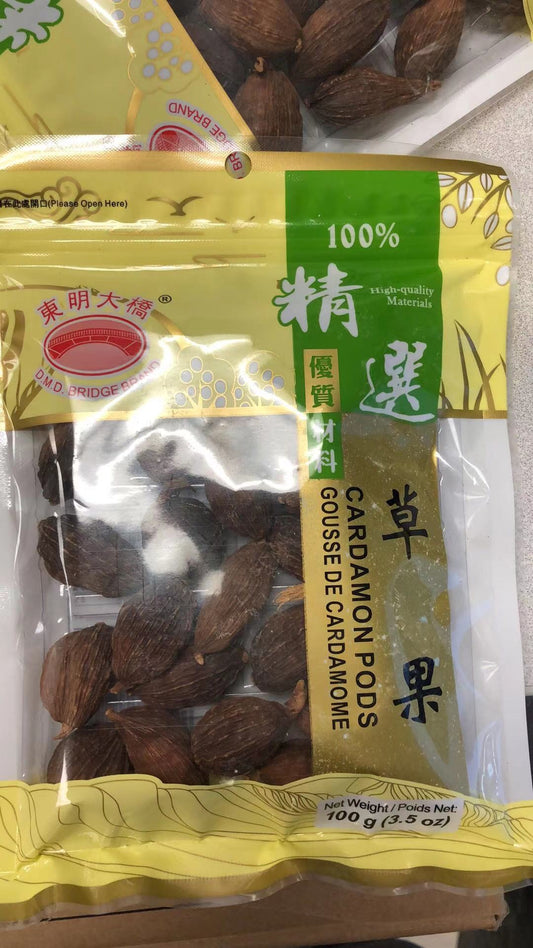 BRIDGE BRAND
在此處開口(Please Open Here)
100%
精選
High-quality
Materials
東明大橋®
D.M.D. BRIDGE BRAND
優質材料
草果
CARDAMON PODS
GOUSSE DE CARDAMOME
Net Weight / Poids Net:
100 g (3.5 oz)